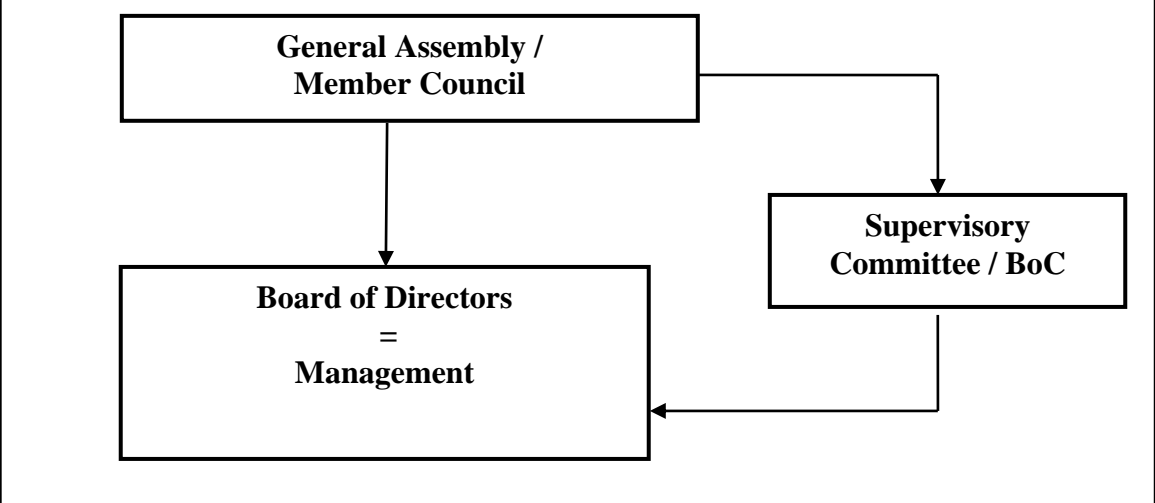 General Assembly /
Member Council
Supervisory
Committee / BoC
Board of Directors
=
Management